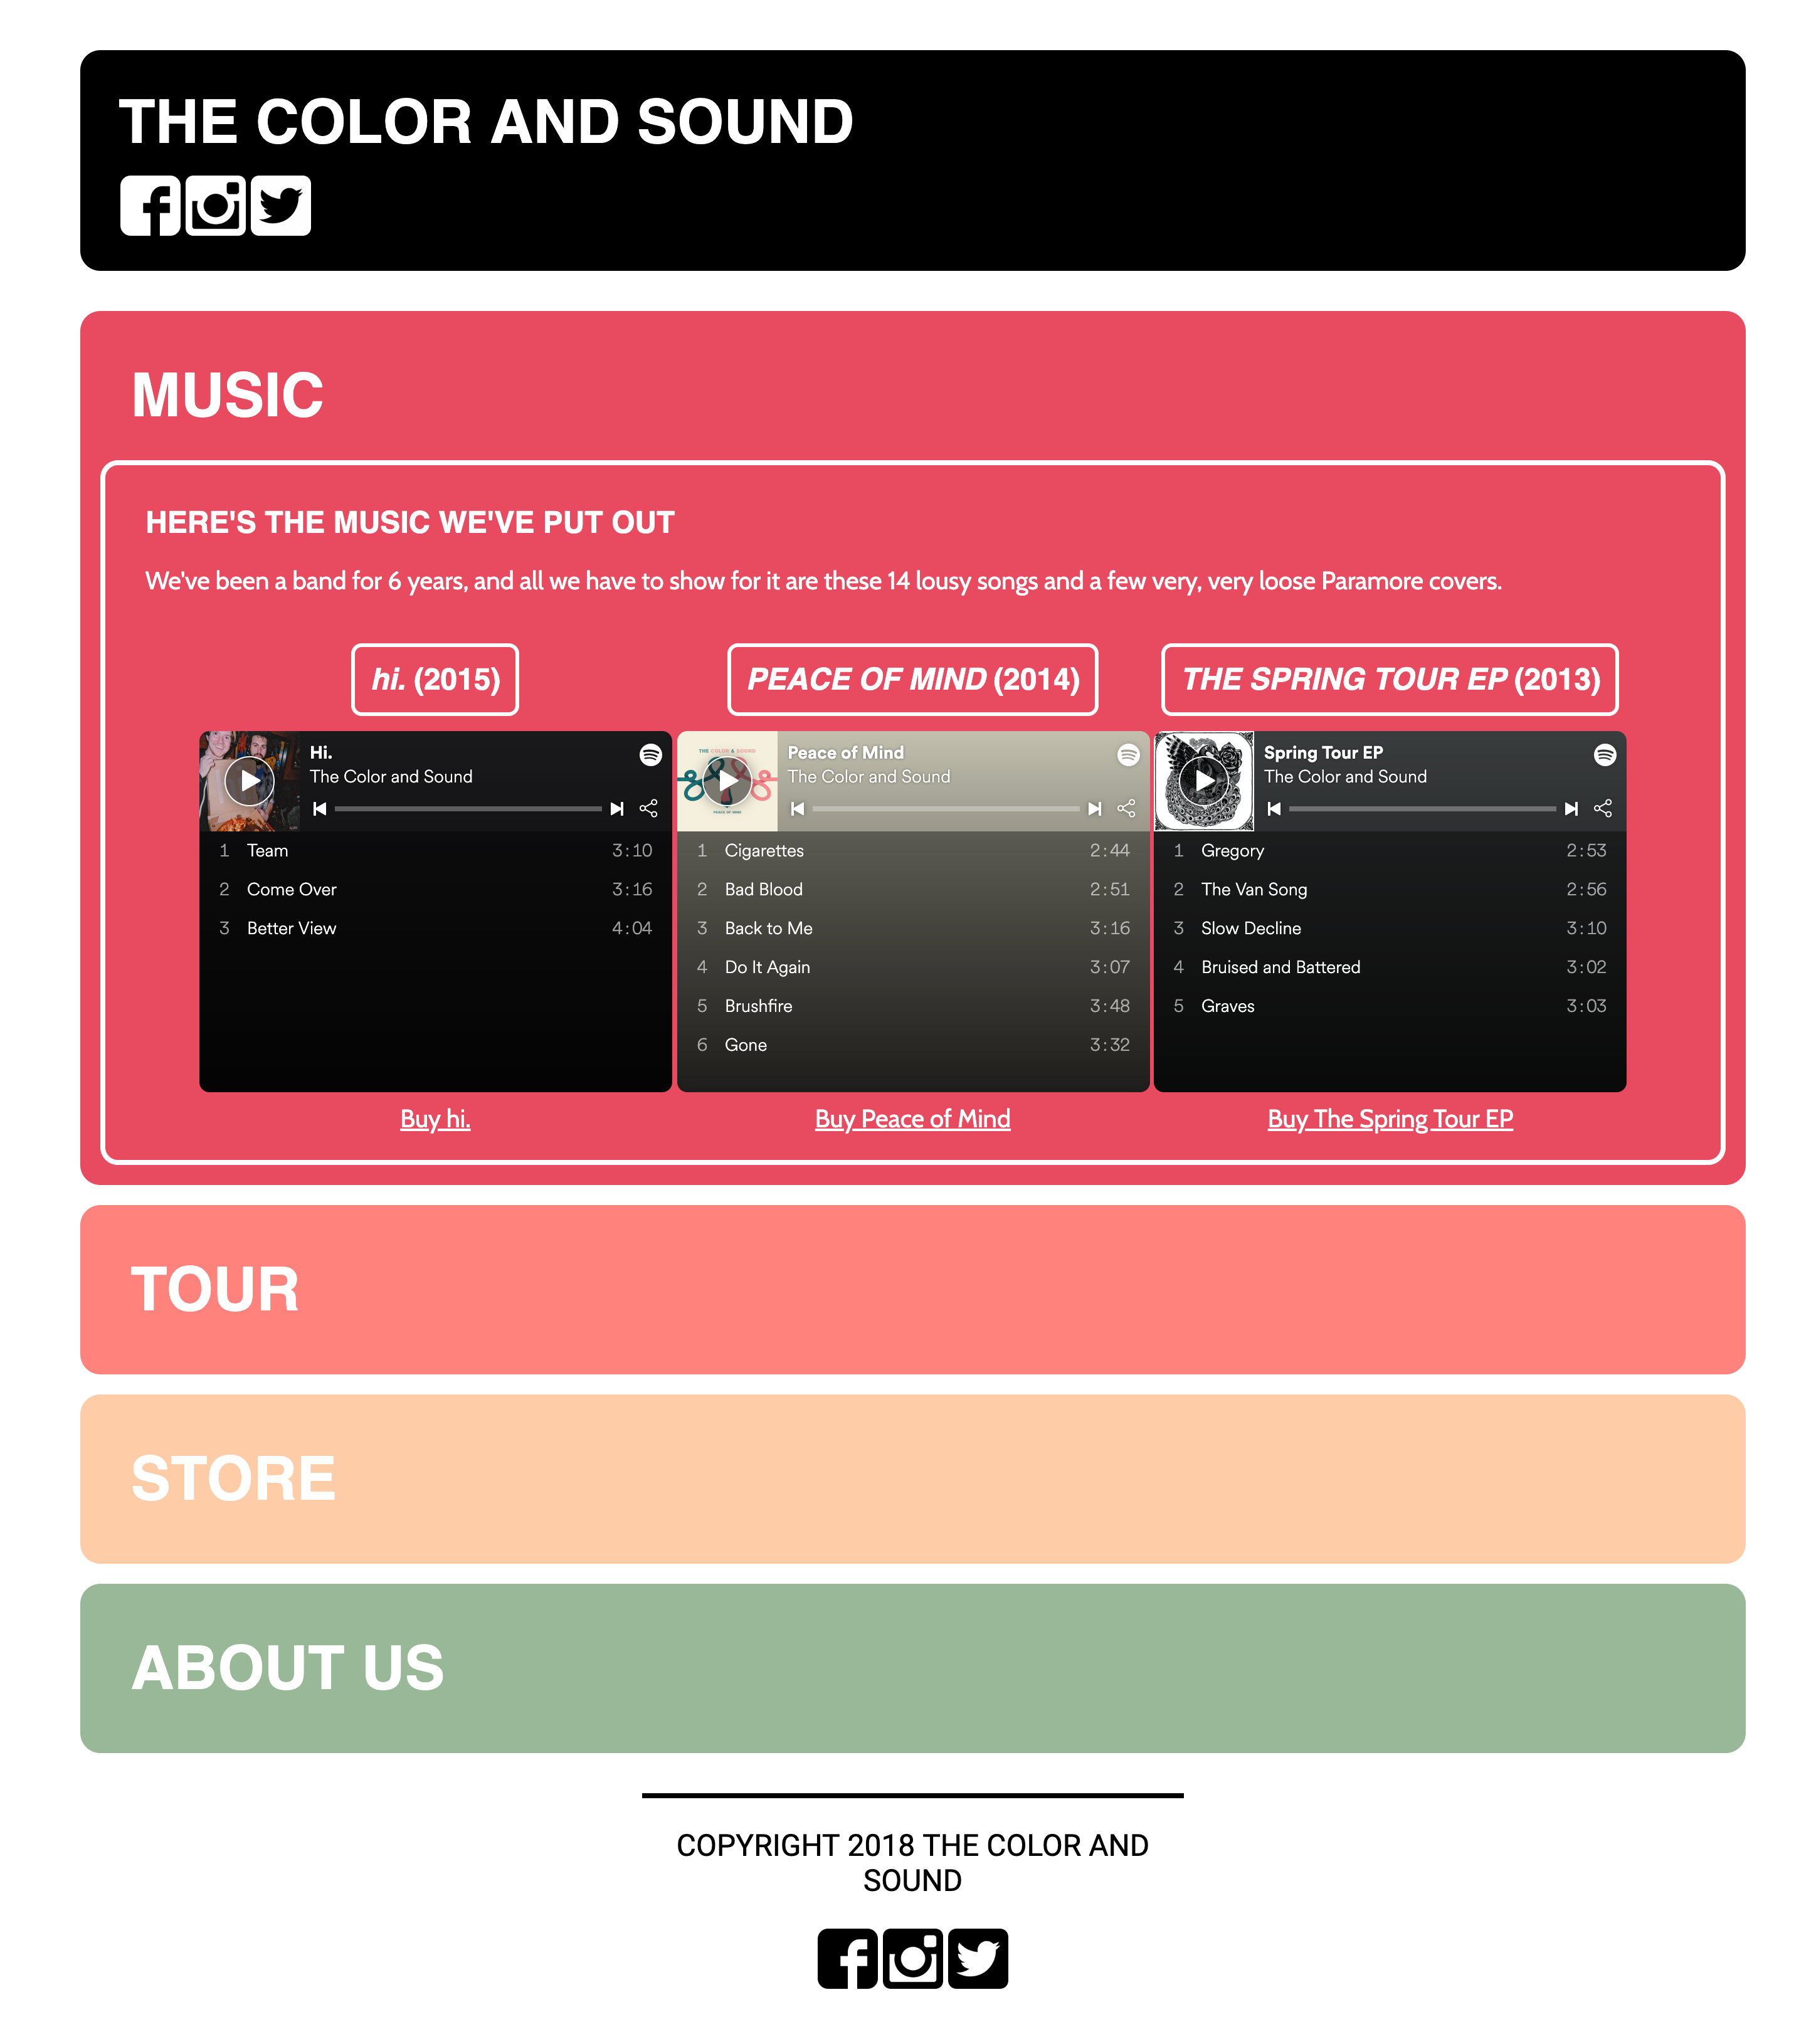 THE COLOR AND SOUND
MUSIC
HERE'S THE MUSIC WE'VE PUT OUT
We've been a band for 6 years, and all we have to show for it are these 14 lousy songs and a few very, very loose Paramore covers.
hi. (2015)
Hi.
The Color and Sound
1 Team 3:10
2 Come Over 3:16
3 Better View 4:04
Buy hi.
PEACE OF MIND (2014)
THE COLOR & SOUND
PEACE OF MIND
Peace of Mind
The Color and Sound
1 Cigarettes 2:44
2 Bad Blood 2:51
3 Back to Me 3:16
4 Do It Again 3:07
5 Brushfire 3:48
6 Gone 3:32
Buy Peace of Mind
THE SPRING TOUR EP (2013)
Spring Tour EP
The Color and Sound
1 Gregory 2:53
2 The Van Song 2:56
3 Slow Decline 3:10
4 Bruised and Battered 3:02
5 Graves 3:03
Buy The Spring Tour EP
TOUR
STORE
ABOUT US
COPYRIGHT 2018 THE COLOR AND
SOUND